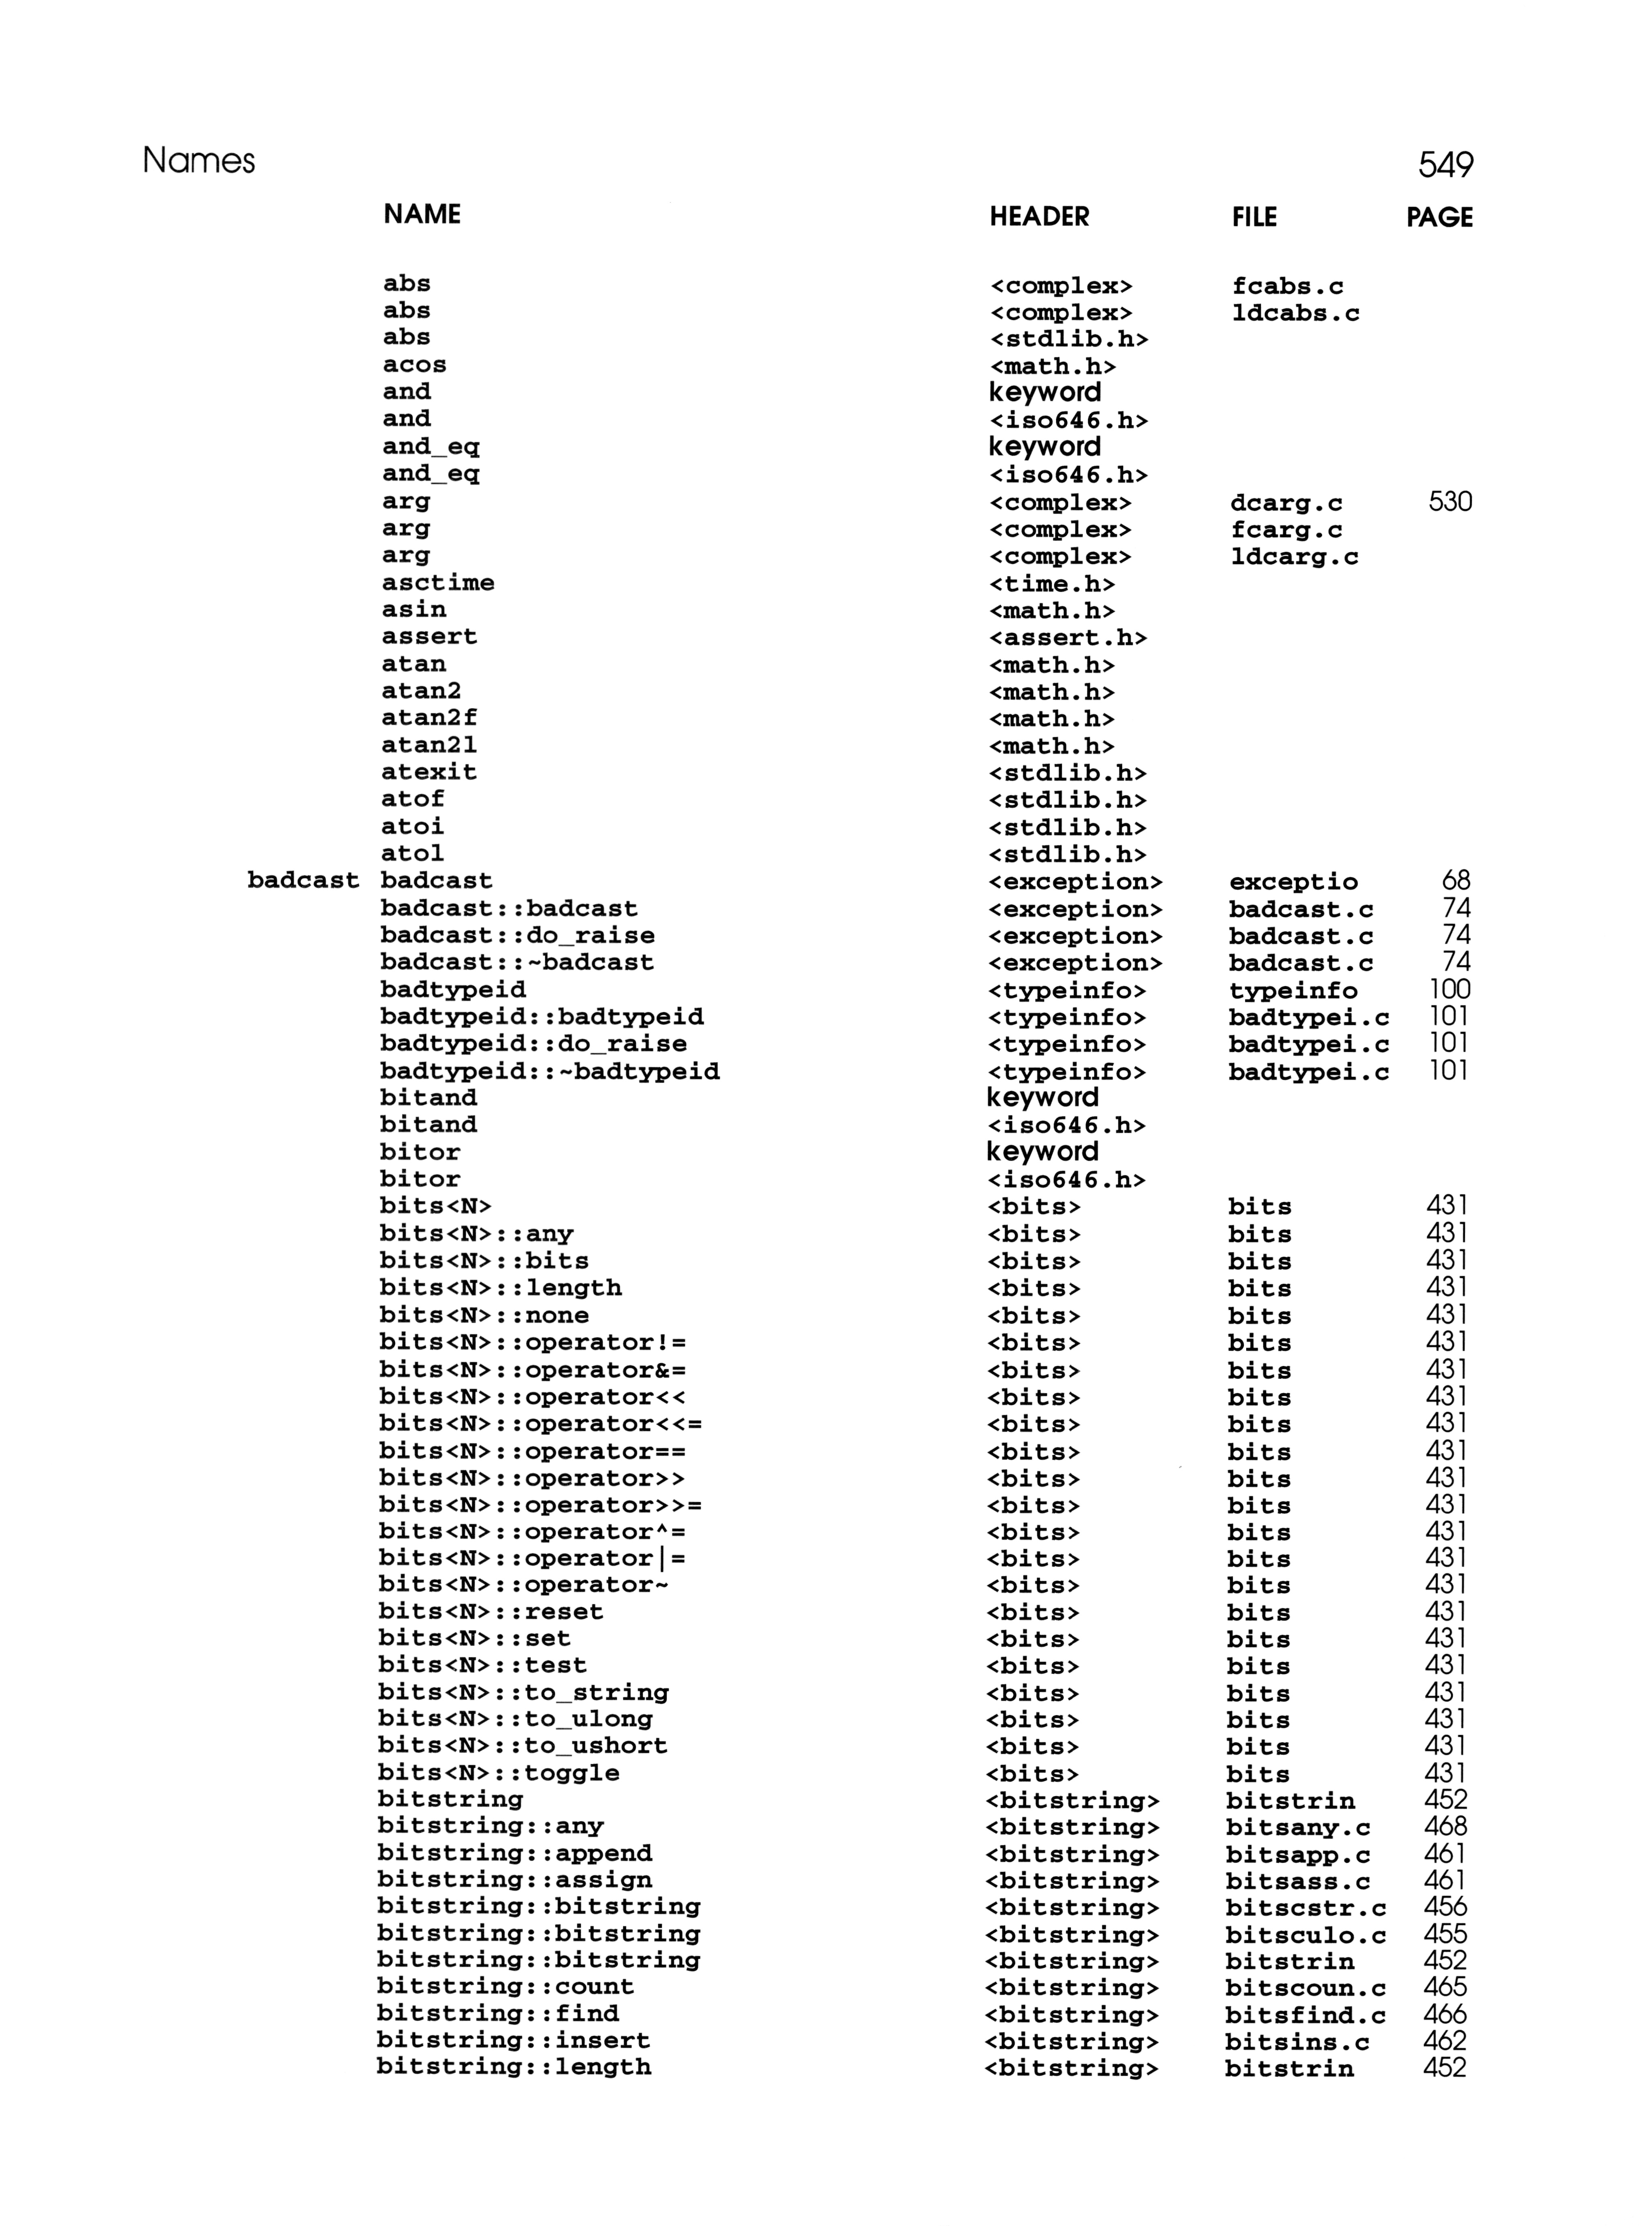 Names 549
NAME HEADER FILE PAGE
abs <complex> fcabs.c
abs <complex> ldcabs.c
abs <stdlib.h>
acos <math.h>
and keyword
and <iso646.h>
and_eq keyword
and_eq <iso646.h>
arg <complex> dcarg.c 530
arg <complex> fcarg.c
arg <complex> ldcarg.c
asctime <time.h>
asin <math.h>
assert <assert.h>
atan <math.h>
atan2 <math.h>
atan2f <math.h>
atan2l <math.h>
atexit <stdlib.h>
atof <stdlib.h>
atoi <stdlib.h>
atol <stdlib.h>
badcast badcast <exception> exceptio 68
badcast::badcast <exception> badcast.c 74
badcast::do_raise <exception> badcast.c 74
badcast::~badcast <exception> badcast.c 74
badtypeid <typeinfo> typeinfo 100
badtypeid::badtypeid <typeinfo> badtypei.c 101
badtypeid::do_raise <typeinfo> badtypei.c 101
badtypeid::~badtypeid <typeinfo> badtypei.c 101
bitand keyword
bitand <iso646.h>
bitor keyword
bitor <iso646.h>
bits<N> <bits> bits 431
bits<N>::any <bits> bits 431
bits<N>::bits <bits> bits 431
bits<N>::length <bits> bits 431
bits<N>::none <bits> bits 431
bits<N>::operator!= <bits> bits 431
bits<N>::operator&= <bits> bits 431
bits<N>::operator<< <bits> bits 431
bits<N>::operator<<= <bits> bits 431
bits<N>::operator== <bits> bits 431
bits<N>::operator>> <bits> bits 431
bits<N>::operator>>= <bits> bits 431
bits<N>::operator^= <bits> bits 431
bits<N>::operator|= <bits> bits 431
bits<N>::operator~ <bits> bits 431
bits<N>::reset <bits> bits 431
bits<N>::set <bits> bits 431
bits<N>::test <bits> bits 431
bits<N>::to_string <bits> bits 431
bits<N>::to_ulong <bits> bits 431
bits<N>::to_ushort <bits> bits 431
bits<N>::toggle <bits> bits 431
bitstring <bitstring> bitstrin 452
bitstring::any <bitstring> bitsany.c 468
bitstring::append <bitstring> bitsapp.c 461
bitstring::assign <bitstring> bitsass.c 461
bitstring::bitstring <bitstring> bitscstr.c 456
bitstring::bitstring <bitstring> bitsculo.c 455
bitstring::bitstring <bitstring> bitstrin 452
bitstring::count <bitstring> bitscoun.c 465
bitstring::find <bitstring> bitsfind.c 466
bitstring::insert <bitstring> bitsins.c 462
bitstring::length <bitstring> bitstrin 452